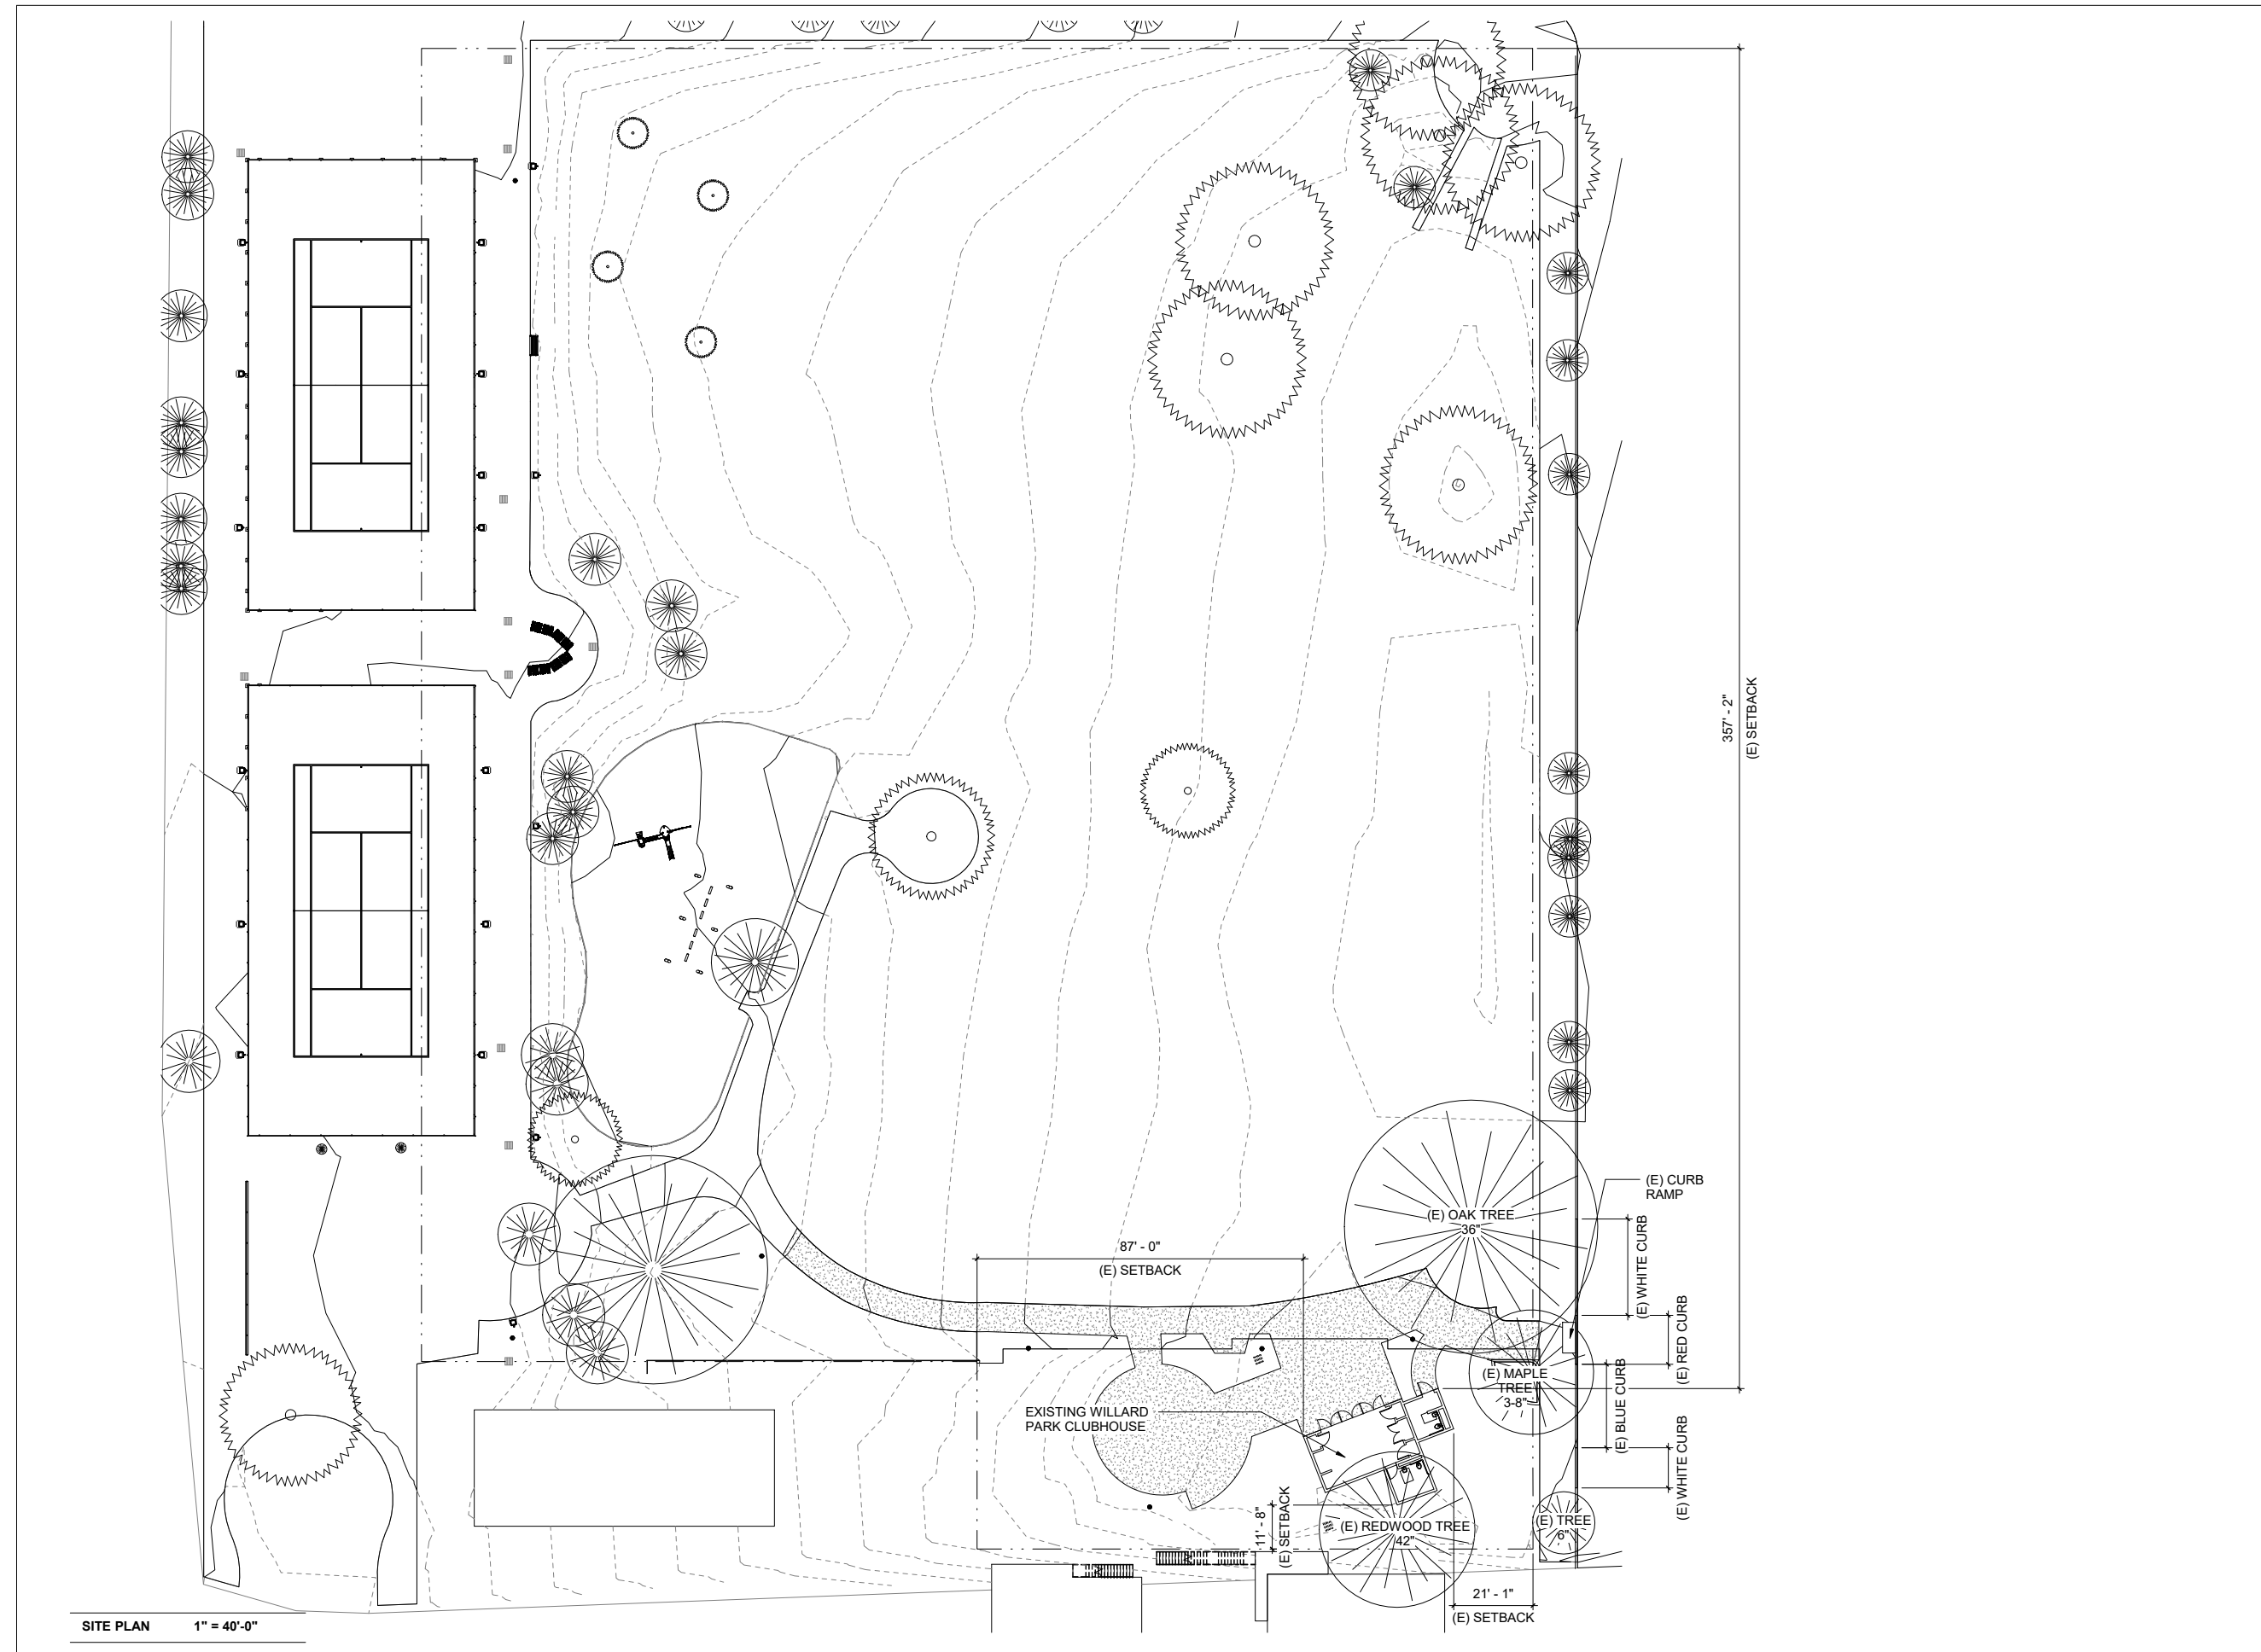 357' - 2"
(E) SETBACK
(E) CURB
RAMP
(E) OAK TREE
36"
(E) WHITE CURB
87' - 0"
(E) SETBACK
(E) RED CURB
(E) MAPLE
TREE
3-8"
(E) BLUE CURB
EXISTING WILLARD
PARK CLUBHOUSE
(E) WHITE CURB
11' - 8"
(E) SETBACK
(E) REDWOOD TREE
42"
(E) TREE
6"
21' - 1"
(E) SETBACK
SITE PLAN 1" = 40'-0"